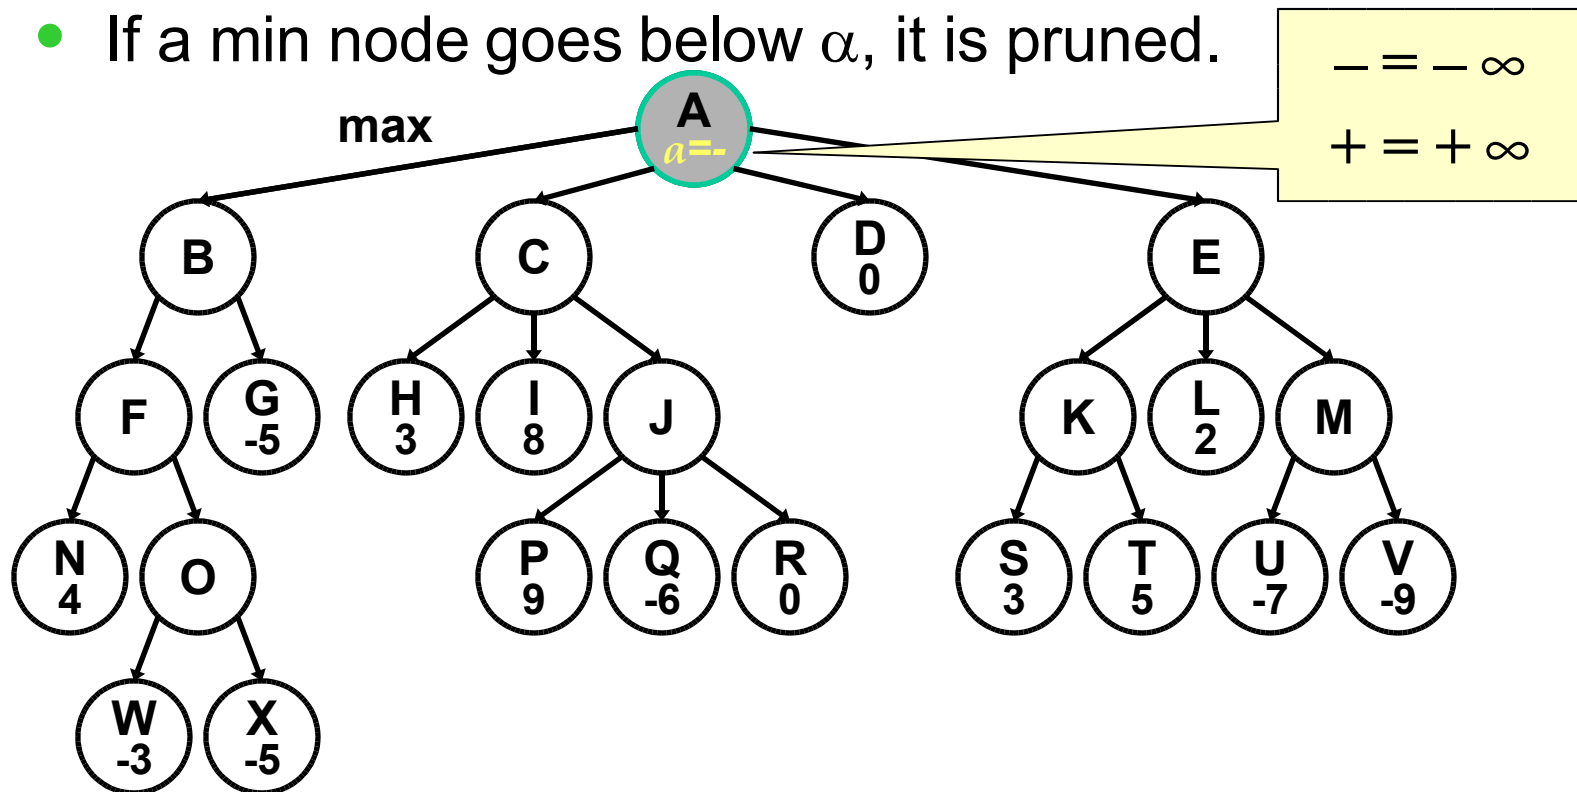 • If a min node goes below α, it is pruned.
– = – ∞
+ = + ∞
max
A
α=-
B
C
D
0
E
F
G
-5
H
3
I
8
J
K
L
2
M
N
4
O
P
9
Q
-6
R
0
S
3
T
5
U
-7
V
-9
W
-3
X
-5